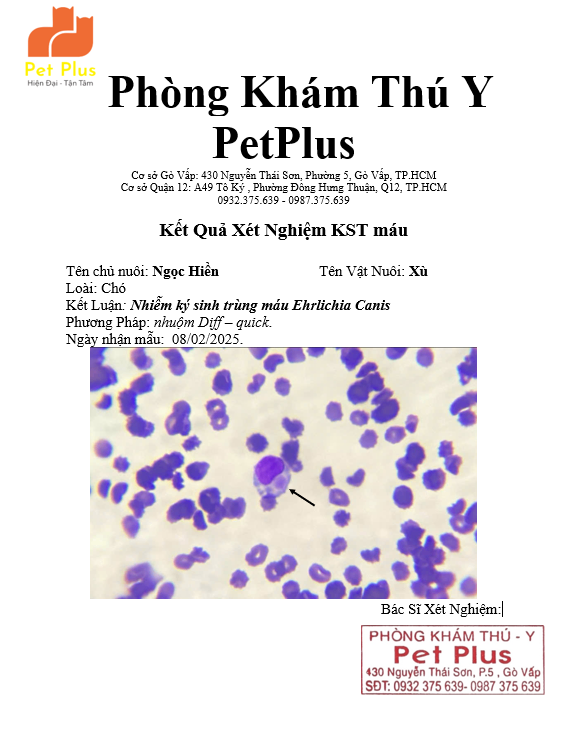 Pet Plus
Hiện Đại - Tận Tâm
Phòng Khám Thú Y
PetPlus
Cơ sở Gò Vấp: 430 Nguyễn Thái Sơn, Phường 5, Gò Vấp, TP.HCM
Cơ sở Quận 12: A49 Tô Ký , Phường Đông Hưng Thuận, Q12, TP.HCM
0932.375.639 - 0987.375.639
Kết Quả Xét Nghiệm KST máu
Tên chủ nuôi: Ngọc Hiền Tên Vật Nuôi: Xù
Loài: Chó
Kết Luận: Nhiễm ký sinh trùng máu Ehrlichia Canis
Phương Pháp: nhuộm Diff – quick.
Ngày nhận mẫu: 08/02/2025.
Bác Sĩ Xét Nghiệm:
PHÒNG KHÁM THÚ - Y
Pet Plus
430 Nguyễn Thái Sơn, P.5 , Gò Vấp
SĐT: 0932 375 639- 0987 375 639